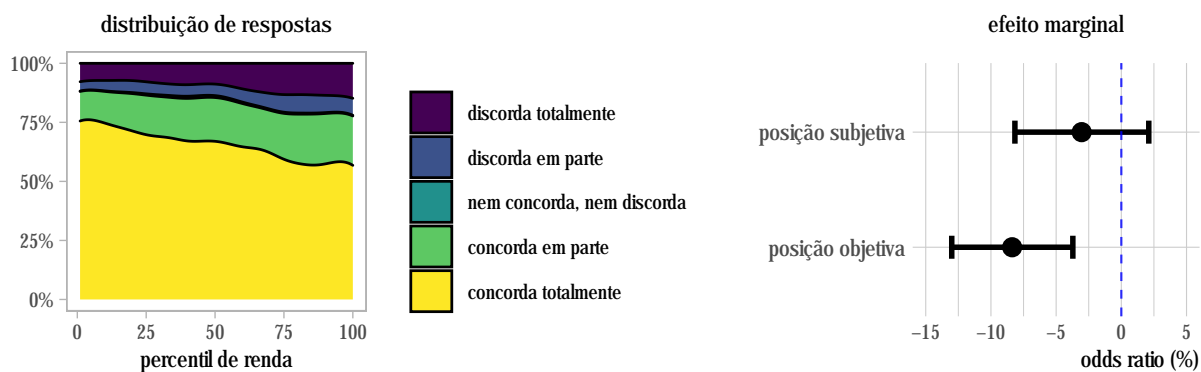 distribuição de respostas
100%
75%
50%
25%
0%
0 25 50 75 100
percentil de renda
discorda totalmente
discorda em parte
nem concorda, nem discorda
concorda em parte
concorda totalmente
efeito marginal
posição subjetiva
posição objetiva
−15 −10 −5 0 5
odds ratio (%)